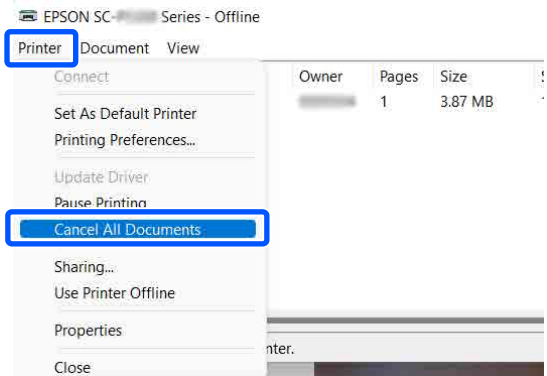 EPSON SC- Series - Offline
Printer Document View
Connect
Set As Default Printer
Printing Preferences...
Update Driver
Pause Printing
Cancel All Documents
Sharing...
Use Printer Offline
Properties
Close
Owner Pages Size
1 3.87 MB
nter.